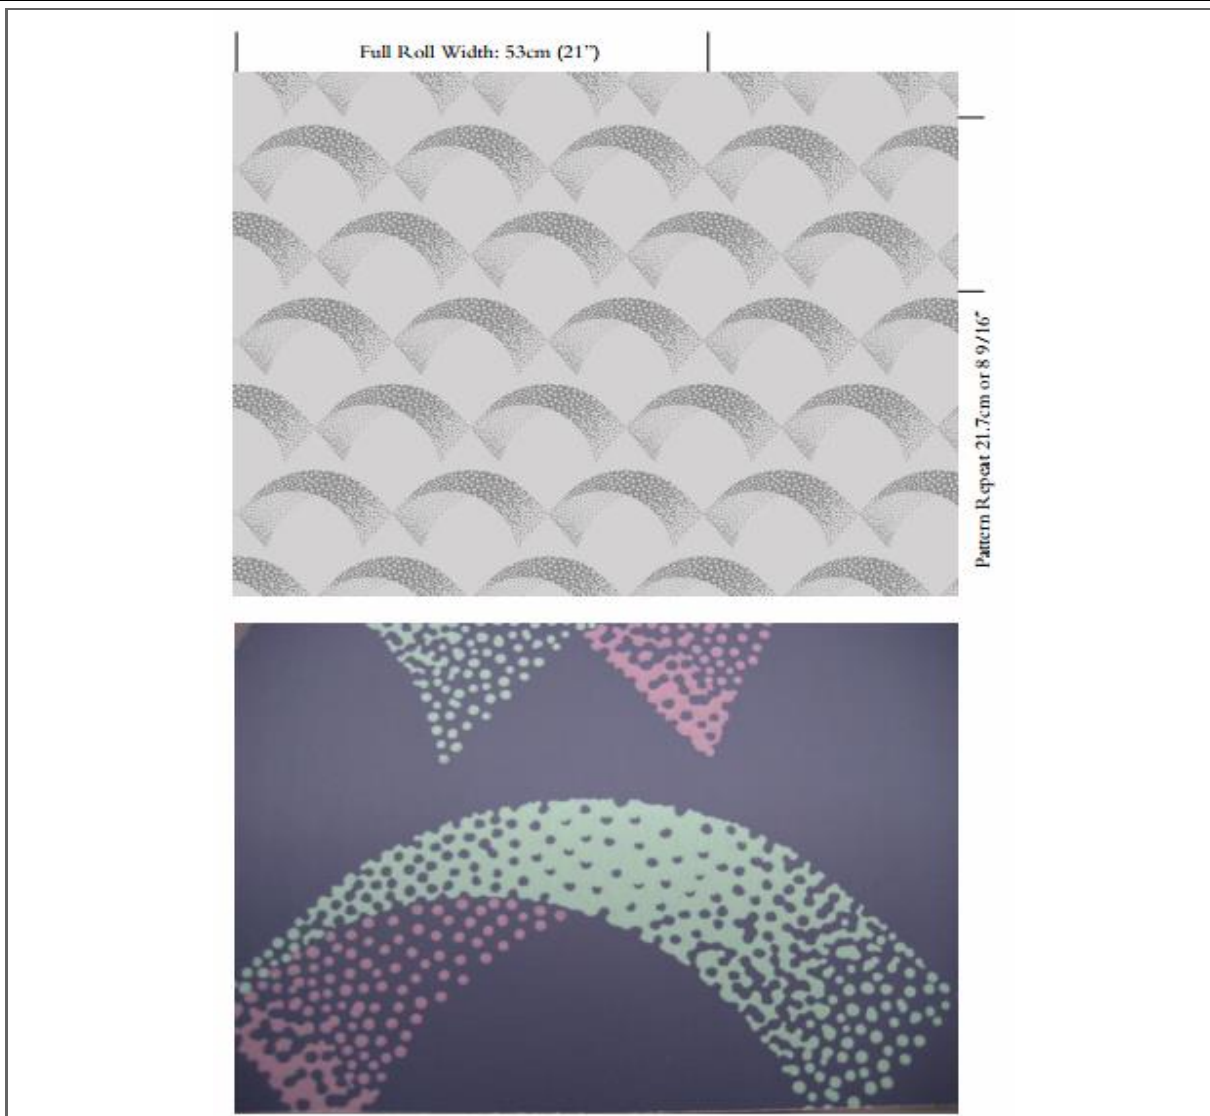 Full Roll Width: 53cm (21”)
Pattern Repeat 21.7cm or 8 9/16”